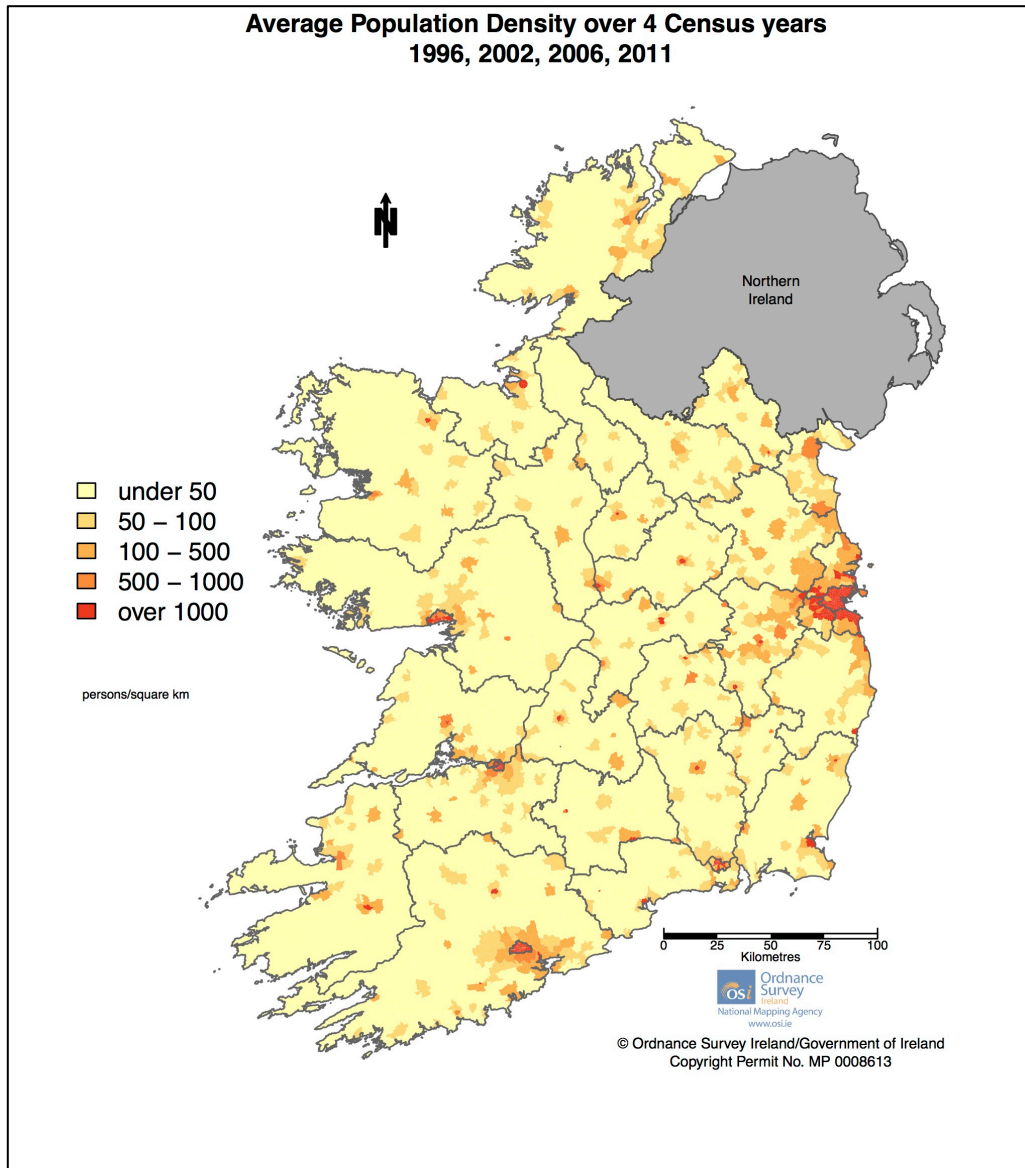 Average Population Density over 4 Census years
1996, 2002, 2006, 2011
N
Northern
Ireland
under 50
50 – 100
100 – 500
500 – 1000
over 1000
persons/square km
0 25 50 75 100
Kilometres
osi
Ordnance
Survey
Ireland
National Mapping Agency
www.osi.ie
© Ordnance Survey Ireland/Government of Ireland
Copyright Permit No. MP 0008613